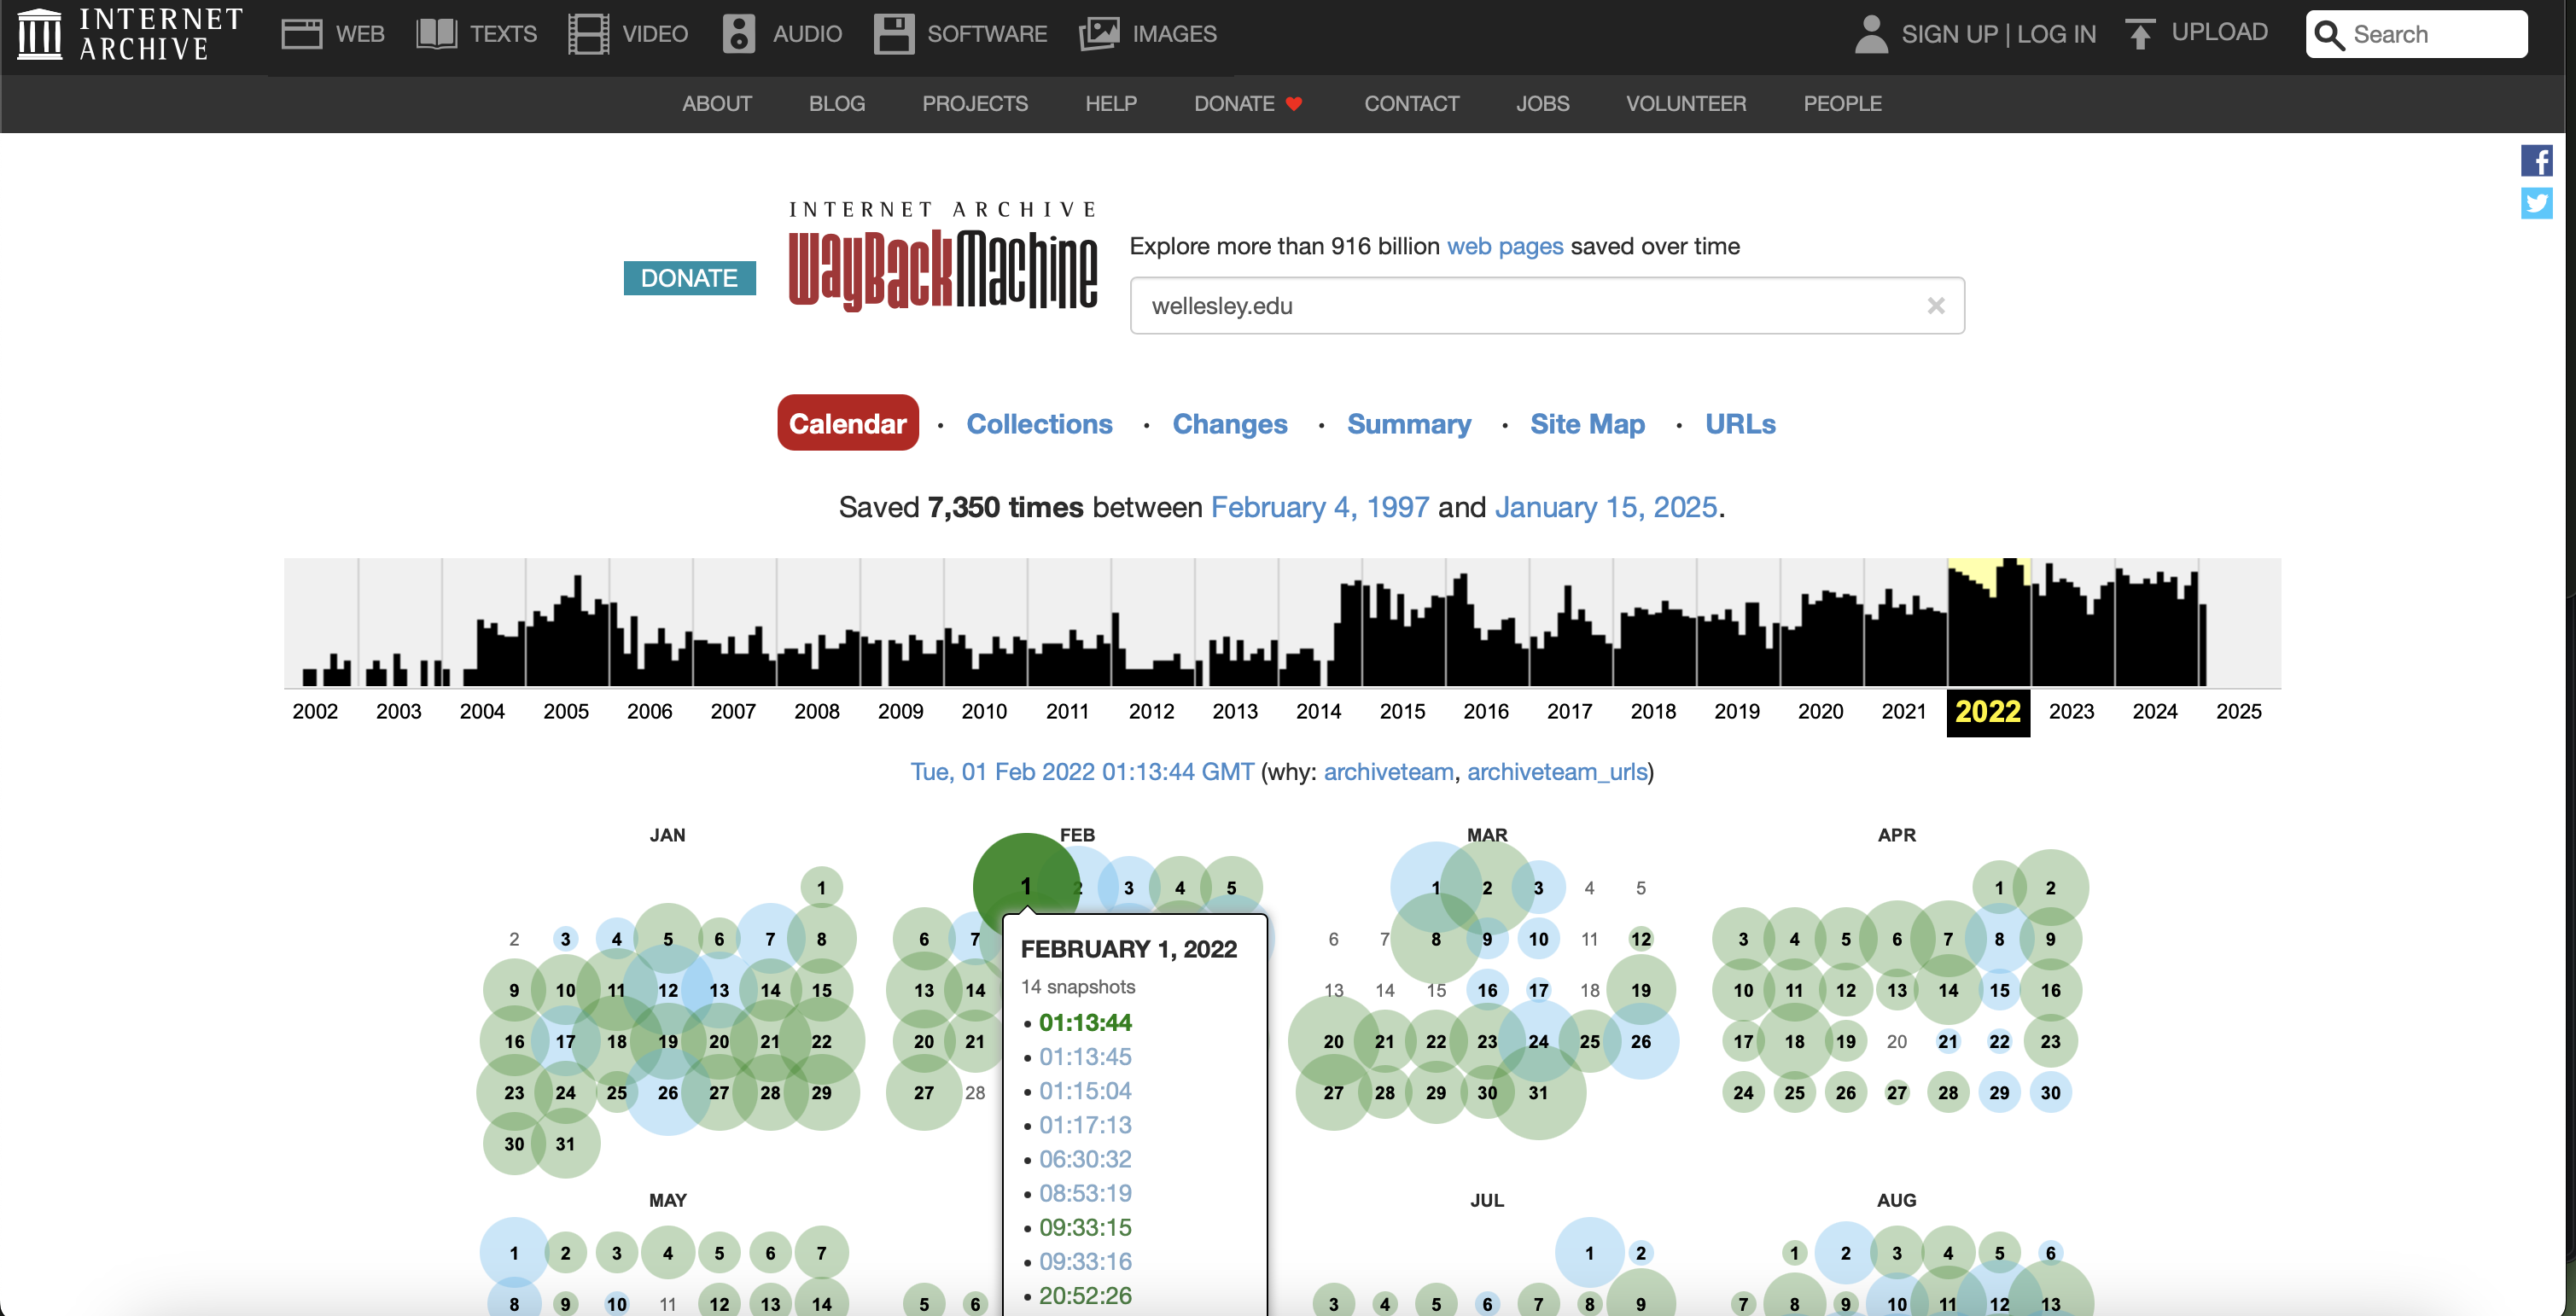 INTERNET ARCHIVE
WEB TEXTS VIDEO AUDIO SOFTWARE IMAGES SIGN UP | LOG IN UPLOAD Search
ABOUT BLOG PROJECTS HELP DONATE CONTACT JOBS VOLUNTEER PEOPLE
INTERNET ARCHIVE
WayBackMachine
DONATE
Explore more than 916 billion web pages saved over time
wellesley.edu
Calendar · Collections · Changes · Summary · Site Map · URLs
Saved 7,350 times between February 4, 1997 and January 15, 2025.
2002 2003 2004 2005 2006 2007 2008 2009 2010 2011 2012 2013 2014 2015 2016 2017 2018 2019 2020 2021 2022 2023 2024 2025
Tue, 01 Feb 2022 01:13:44 GMT (why: archiveteam, archiveteam_urls)
JAN
1
2 3 4 5 6 7 8
9 10 11 12 13 14 15
16 17 18 19 20 21 22
23 24 25 26 27 28 29
30 31
FEB
1 2 3 4 5
6 7
13 14
20 21
27 28
FEBRUARY 1, 2022
14 snapshots
• 01:13:44
• 01:13:45
• 01:15:04
• 01:17:13
• 06:30:32
• 08:53:19
• 09:33:15
• 09:33:16
• 20:52:26
MAR
1 2 3 4 5
6 7 8 9 10 11 12
13 14 15 16 17 18 19
20 21 22 23 24 25 26
27 28 29 30 31
APR
1 2
3 4 5 6 7 8 9
10 11 12 13 14 15 16
17 18 19 20 21 22 23
24 25 26 27 28 29 30
MAY
1 2 3 4 5 6 7
8 9 10 11 12 13 14
5 6
JUL
1 2
3 4 5 6 7 8 9
AUG
1 2 3 4 5 6
7 8 9 10 11 12 13